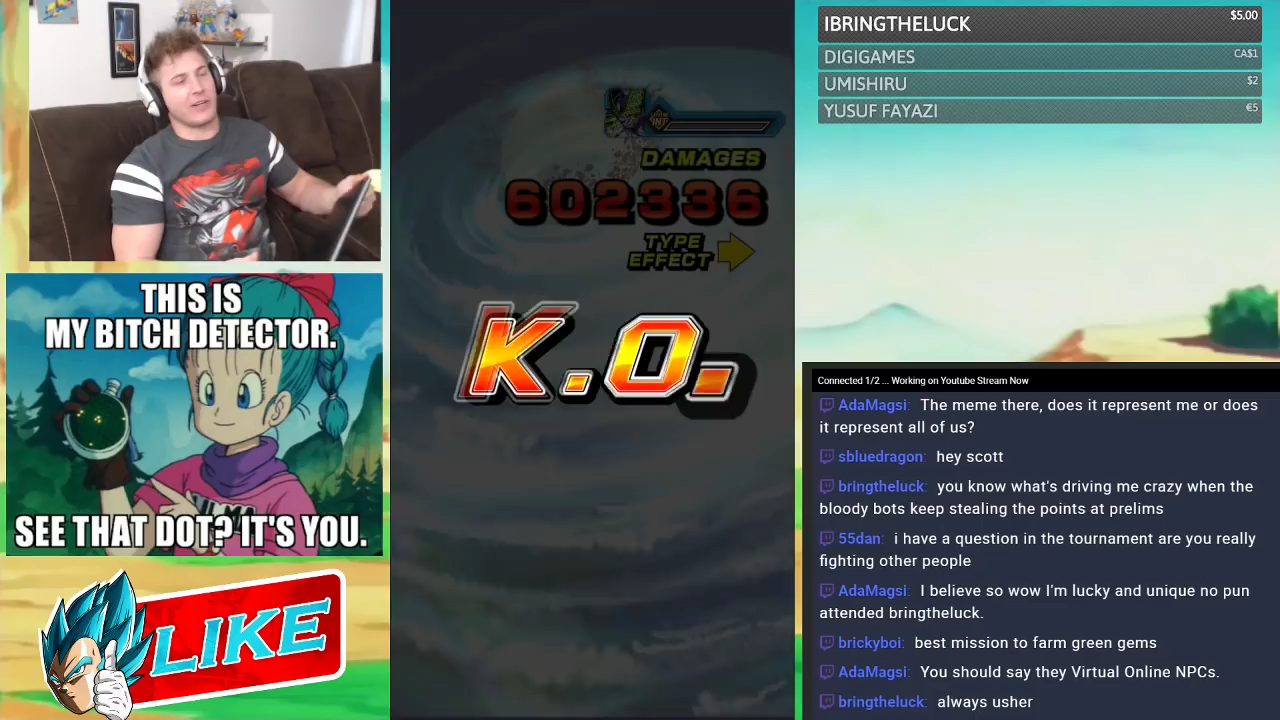 IBRINGTHELUCK $5.00
DIGIGAMES CA$1
UMISHIRU $2
YUSUF FAYAZI €5
DAMAGES
602336
TYPE
EFFECT
K.O.
THIS IS
MY BITCH DETECTOR.
SEE THAT DOT? IT'S YOU.
LIKE
Connected 1/2 ... Working on Youtube Stream Now
AdaMagsi: The meme there, does it represent me or does
it represent all of us?
sbluedragon: hey scott
bringtheluck: you know what's driving me crazy when the
bloody bots keep stealing the points at prelims
55dan: i have a question in the tournament are you really
fighting other people
AdaMagsi: I believe so wow I'm lucky and unique no pun
attended bringtheluck.
brickyboi: best mission to farm green gems
AdaMagsi: You should say they Virtual Online NPCs.
bringtheluck: always usher